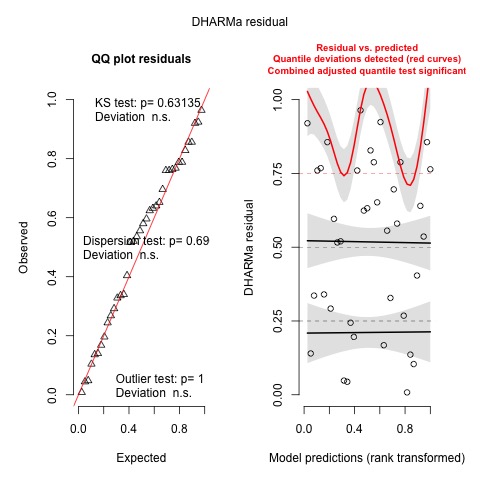 DHARMa residual
QQ plot residuals
KS test: p= 0.63135
Deviation n.s.
Dispersion test: p= 0.69
Deviation n.s.
Outlier test: p= 1
Deviation n.s.
Observed
0.0
0.2
0.4
0.6
0.8
1.0
0.0
0.4
0.8
Expected
Residual vs. predicted
Quantile deviations detected (red curves)
Combined adjusted quantile test significant
DHARMa residual
0.00
0.25
0.50
0.75
1.00
0.0
0.4
0.8
Model predictions (rank transformed)